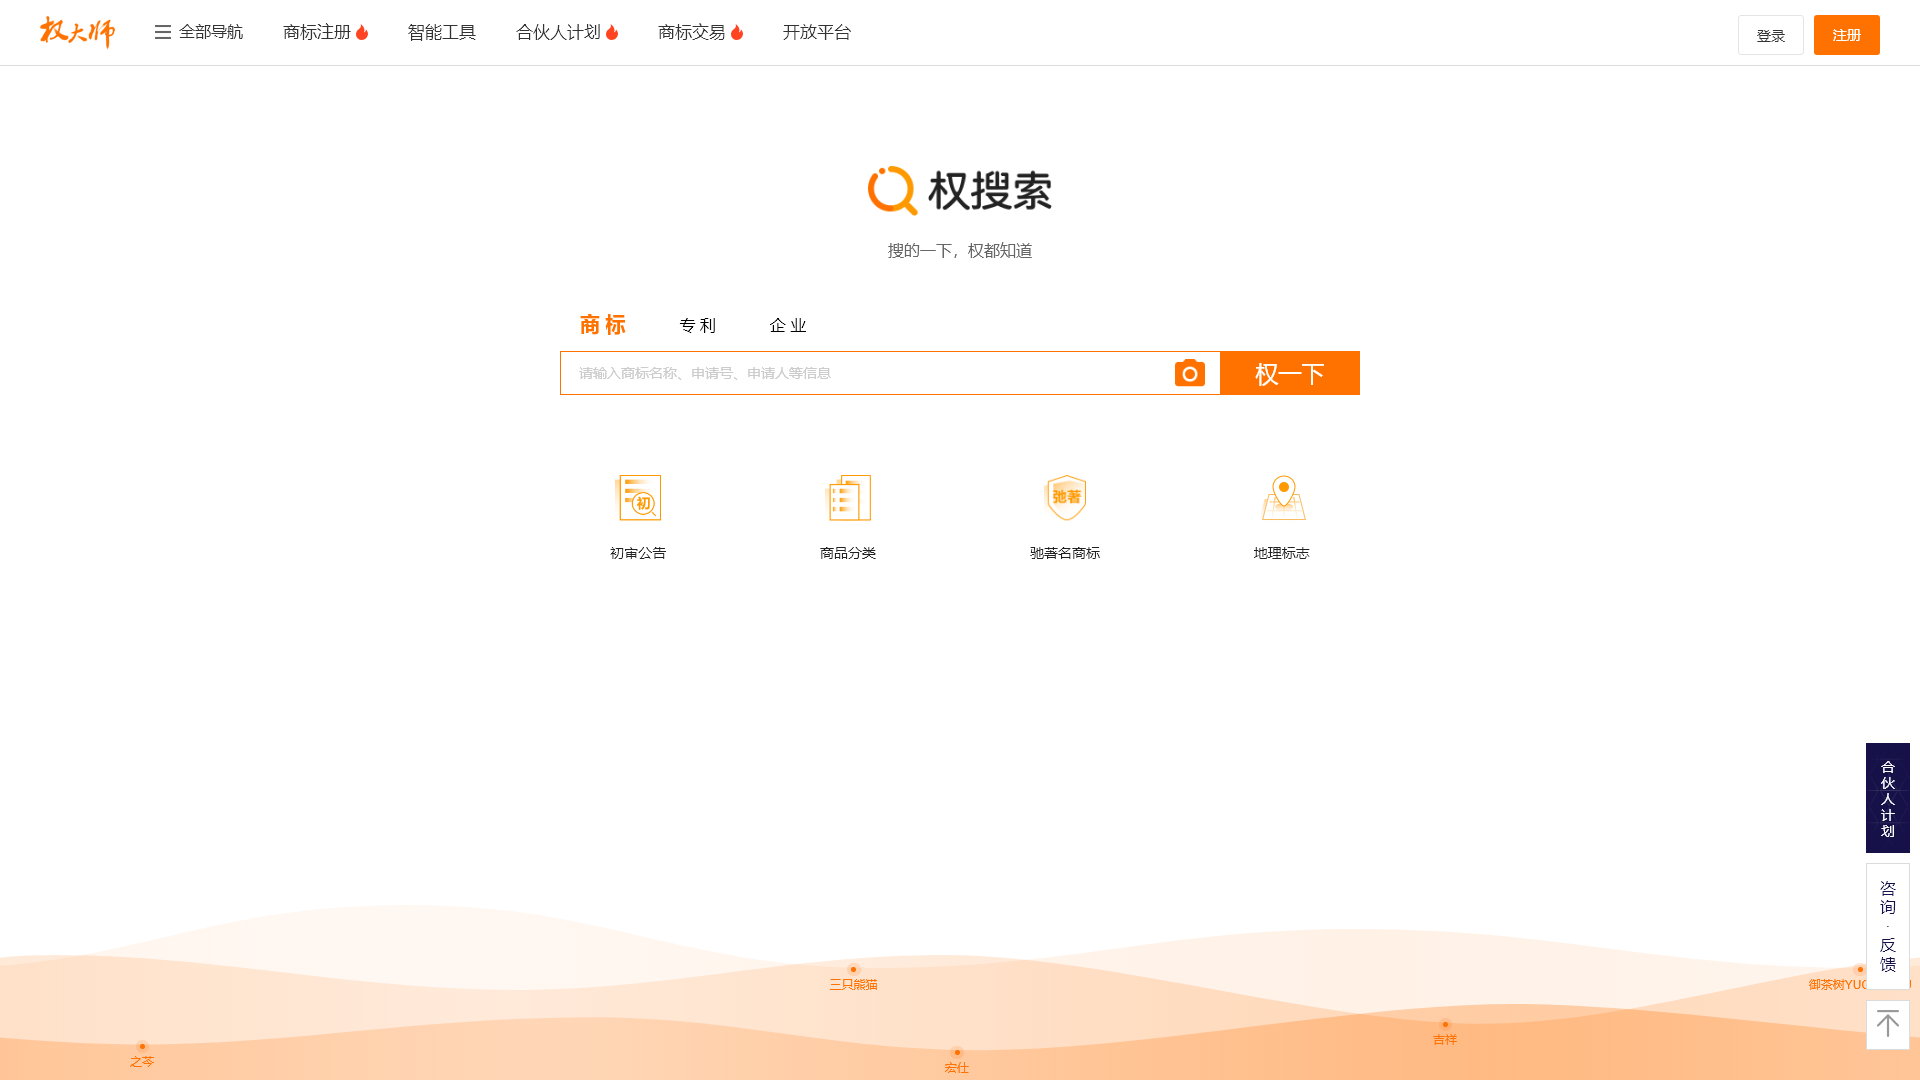 权大师
全部导航
商标注册
智能工具
合伙人计划
商标交易
开放平台
登录
注册
权搜索
搜的一下，权都知道
商标
专利
企业
请输入商标名称、申请号、申请人等信息
权一下
初
初审公告
商品分类
驰著
驰著名商标
地理标志
合伙人计划
咨询·反馈
三只熊猫
御茶树YU
吉祥
之芩
宏仕